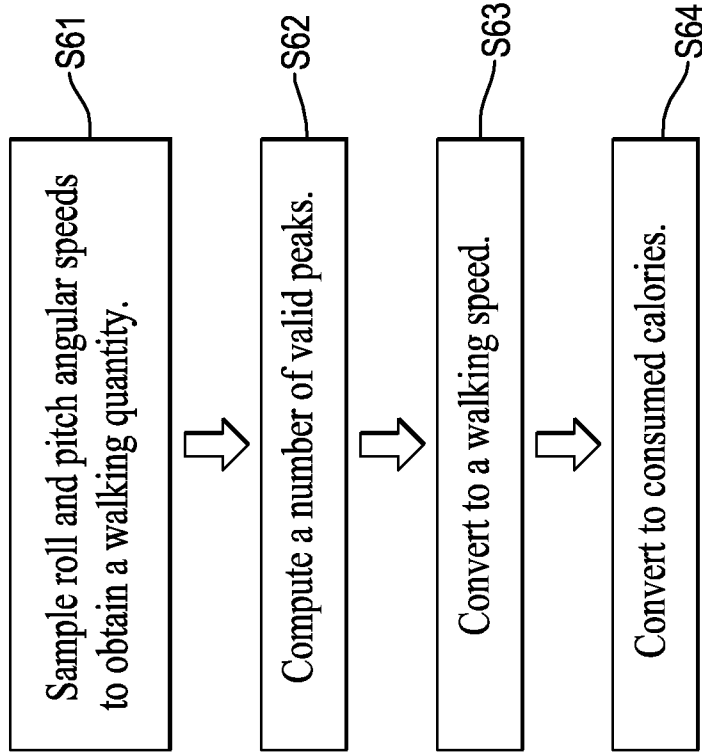 Sample roll and pitch angular speeds
to obtain a walking quantity.
S61
Compute a number of valid peaks.
S62
Convert to a walking speed.
S63
Convert to consumed calories.
S64